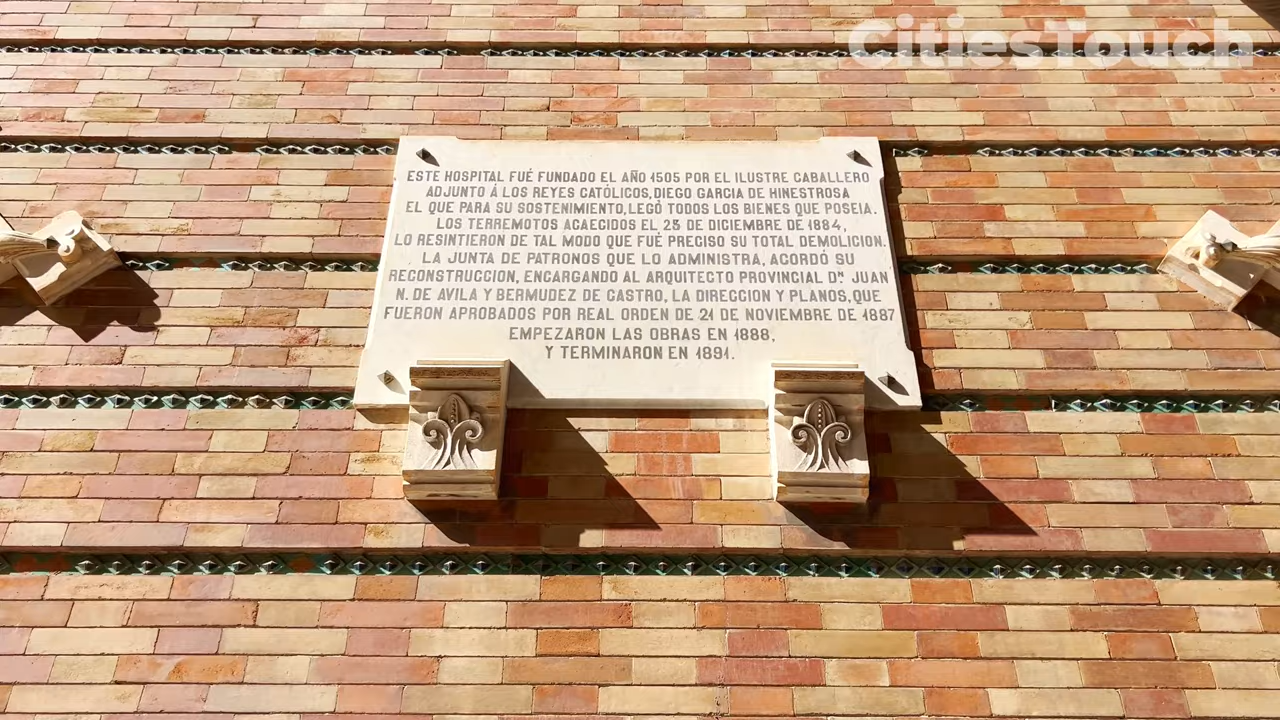 CitiesTouch
ESTE HOSPITAL FUÉ FUNDADO EL AÑO 1505 POR EL ILUSTRE CABALLERO
ADJUNTO Á LOS REYES CATÓLICOS, DIEGO GARCIA DE HINESTROSA
EL QUE PARA SU SOSTENIMIENTO, LEGÓ TODOS LOS BIENES QUE POSEIA.
LOS TERREMOTOS ACAECIDOS EL 25 DE DICIEMBRE DE 1884,
LO RESINTIERON DE TAL MODO QUE FUÉ PRECISO SU TOTAL DEMOLICION.
LA JUNTA DE PATRONOS QUE LO ADMINISTRA, ACORDÓ SU
RECONSTRUCCION, ENCARGANDO AL ARQUITECTO PROVINCIAL Dⁿ. JUAN
N. DE AVILA Y BERMUDEZ DE CASTRO, LA DIRECCION Y PLANOS, QUE
FUERON APROBADOS POR REAL ORDEN DE 21 DE NOVIEMBRE DE 1887
EMPEZARON LAS OBRAS EN 1888,
Y TERMINARON EN 1891.